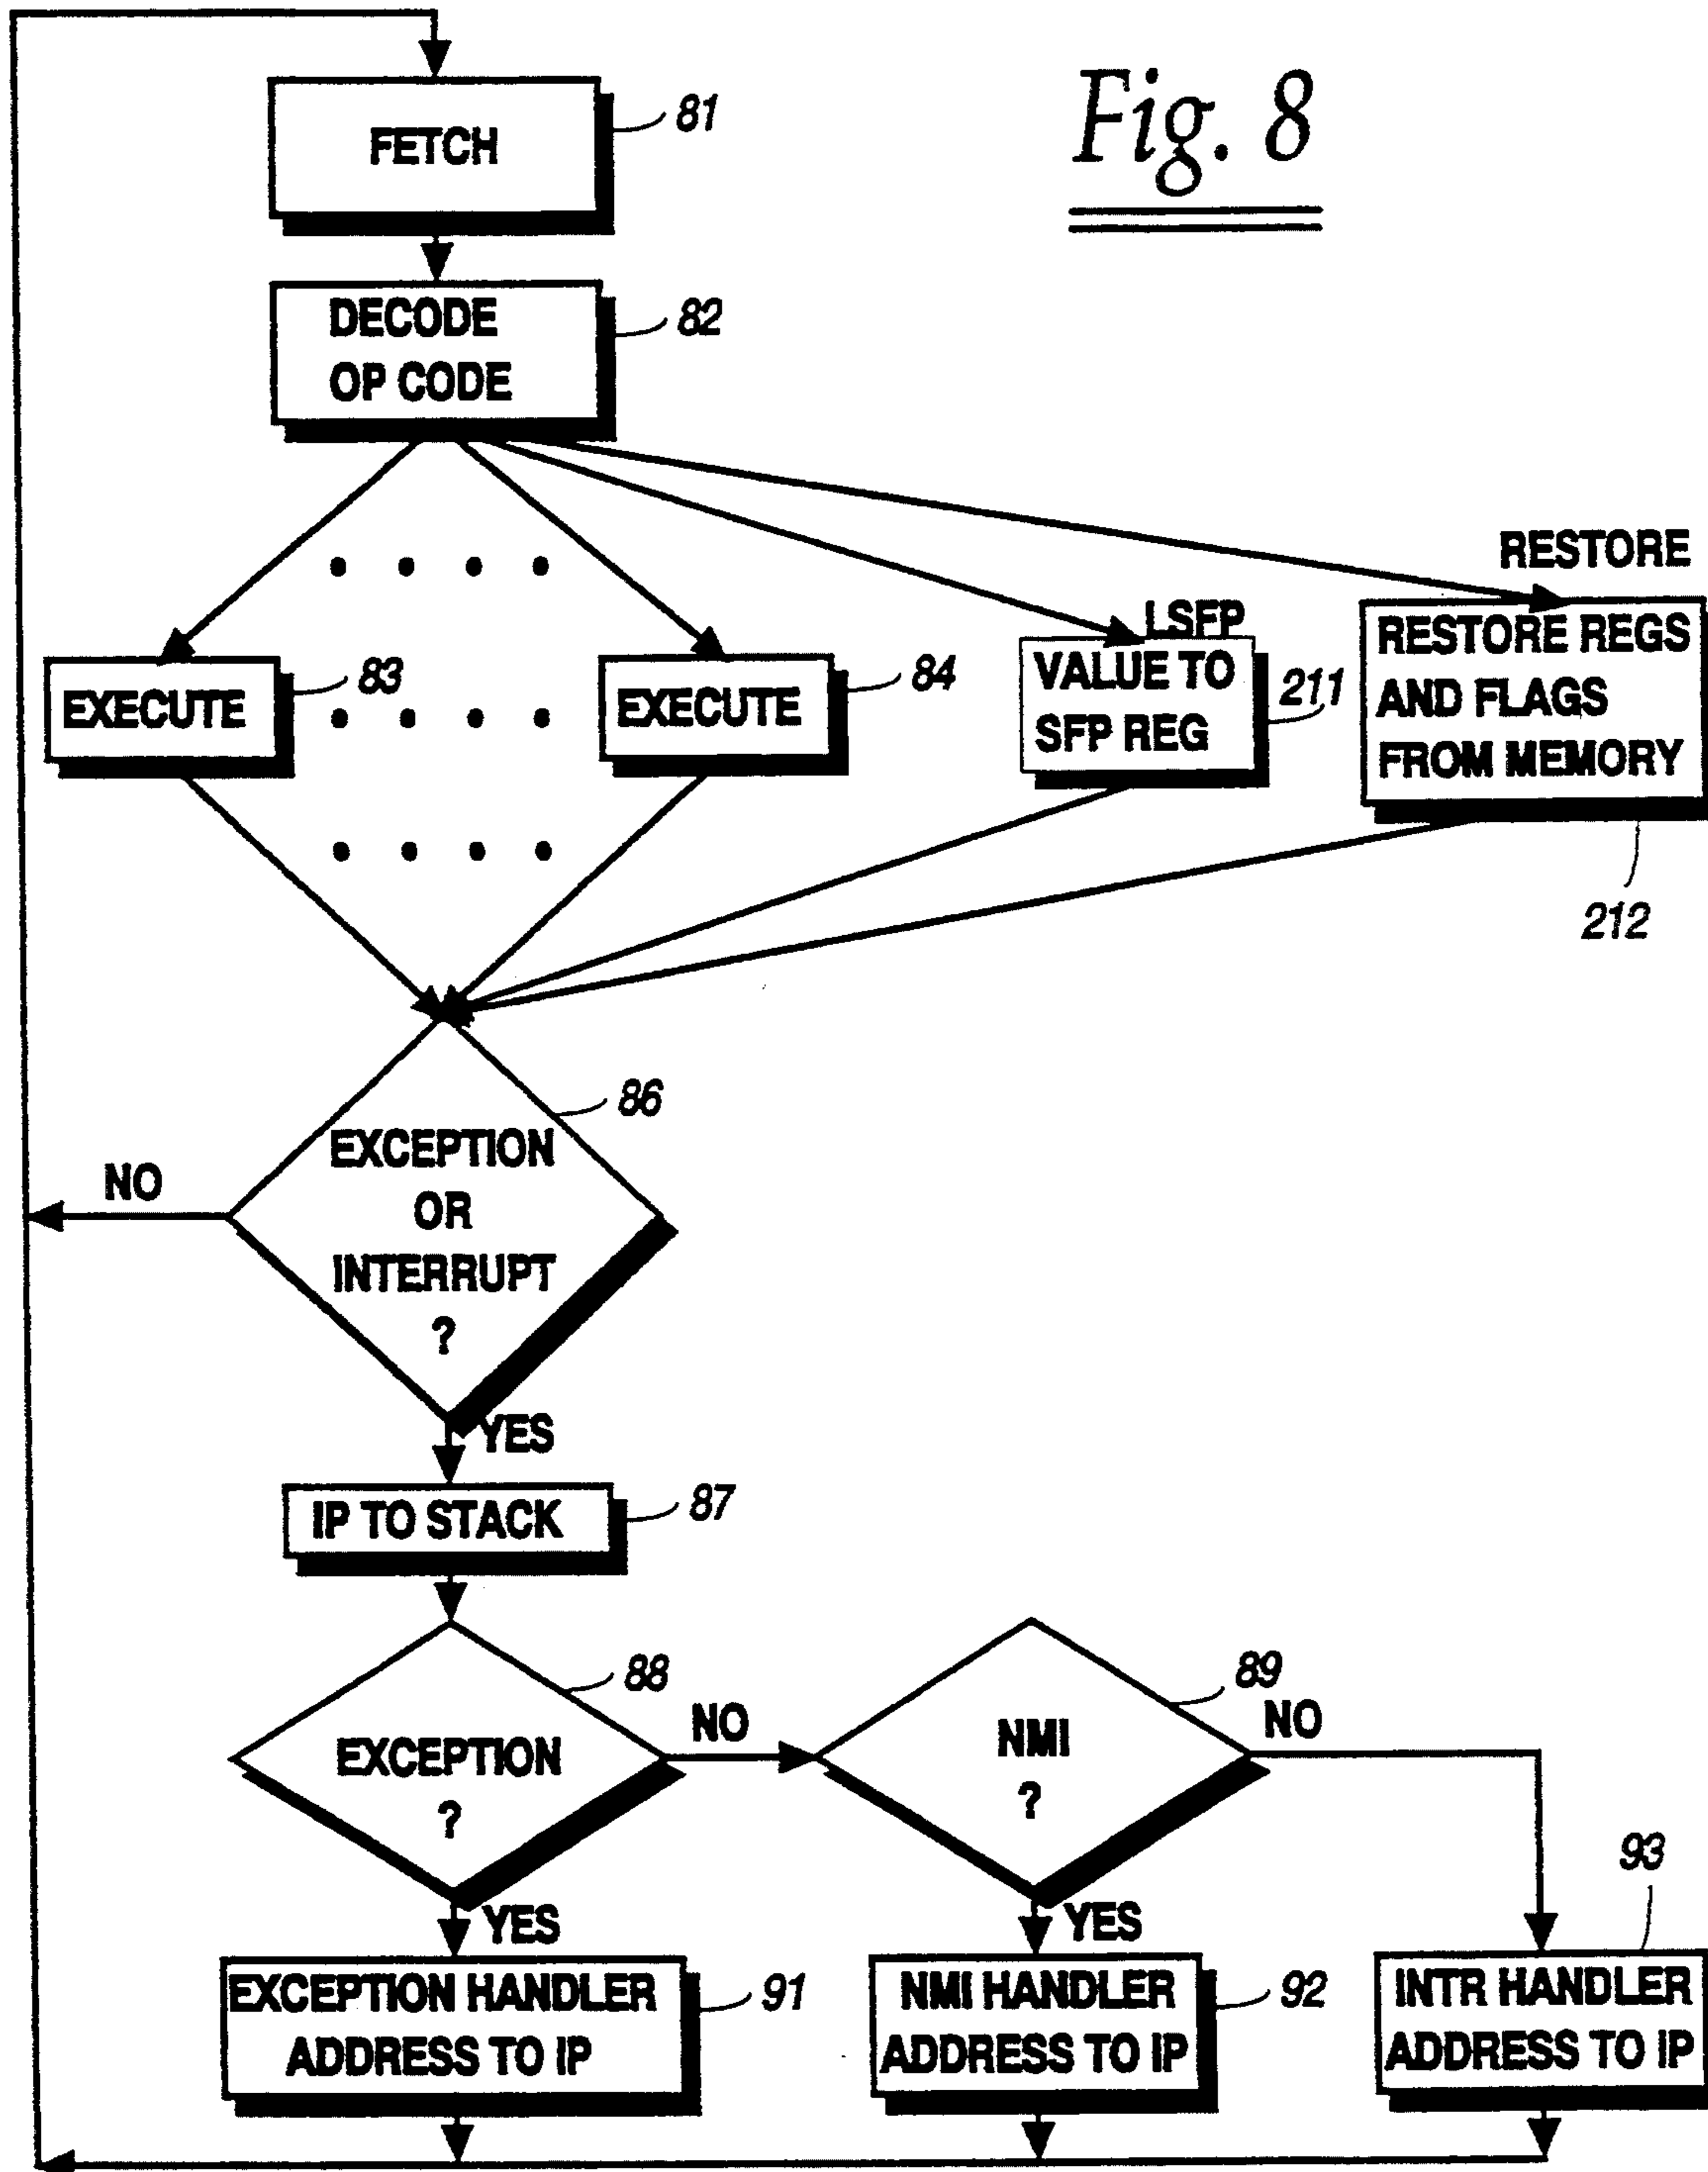 Fig. 8
FETCH
81
DECODE
OP CODE
82
RESTORE
LSFP
EXECUTE
83
EXECUTE
84
VALUE TO
SFP REG
211
RESTORE REGS
AND FLAGS
FROM MEMORY
212
86
EXCEPTION
OR
INTERRUPT
?
NO
YES
IP TO STACK
87
88
EXCEPTION
?
NO
89
NMI
?
NO
YES
YES
93
EXCEPTION HANDLER
ADDRESS TO IP
91
NMI HANDLER
ADDRESS TO IP
92
INTR HANDLER
ADDRESS TO IP